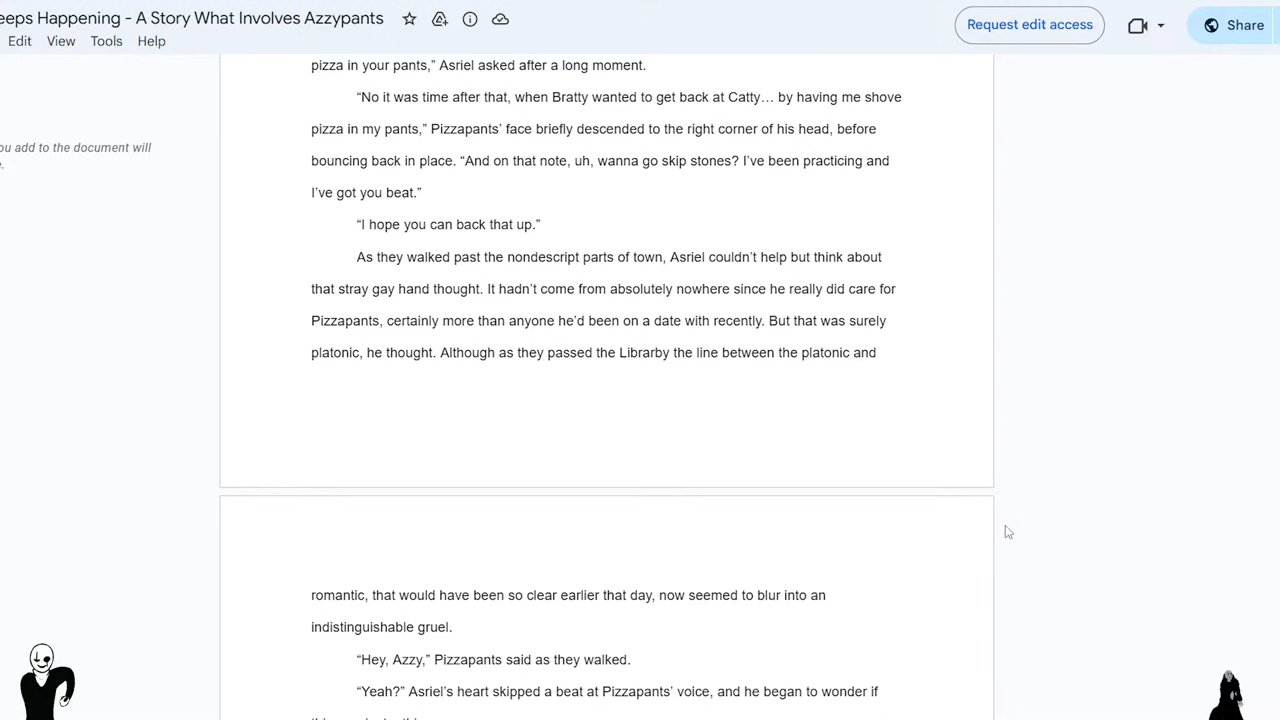 eeps Happening - A Story What Involves Azzypants
Request edit access
Share
Edit View Tools Help
pizza in your pants,” Asriel asked after a long moment.
“No it was time after that, when Bratty wanted to get back at Catty… by having me shove
ou add to the document will
pizza in my pants,” Pizzapants’ face briefly descended to the right corner of his head, before
bouncing back in place. “And on that note, uh, wanna go skip stones? I’ve been practicing and
I’ve got you beat.”
“I hope you can back that up.”
As they walked past the nondescript parts of town, Asriel couldn’t help but think about
that stray gay hand thought. It hadn’t come from absolutely nowhere since he really did care for
Pizzapants, certainly more than anyone he’d been on a date with recently. But that was surely
platonic, he thought. Although as they passed the Librarby the line between the platonic and
romantic, that would have been so clear earlier that day, now seemed to blur into an
indistinguishable gruel.
“Hey, Azzy,” Pizzapants said as they walked.
“Yeah?” Asriel’s heart skipped a beat at Pizzapants’ voice, and he began to wonder if